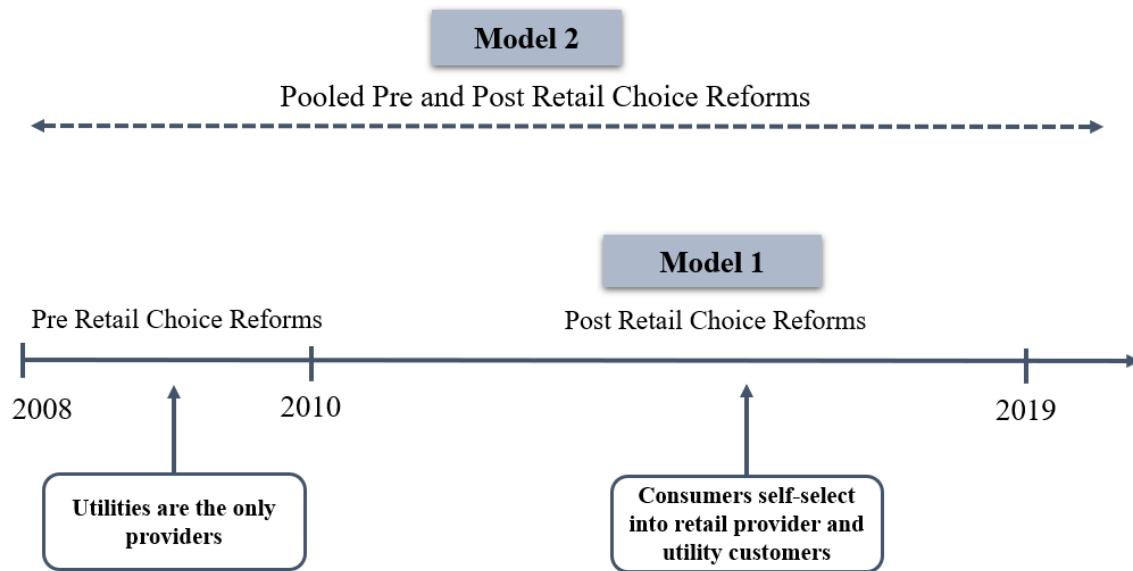 Model 2
Pooled Pre and Post Retail Choice Reforms
Model 1
Pre Retail Choice Reforms
Post Retail Choice Reforms
2008
2010
2019
Utilities are the only
providers
Consumers self-select
into retail provider and
utility customers